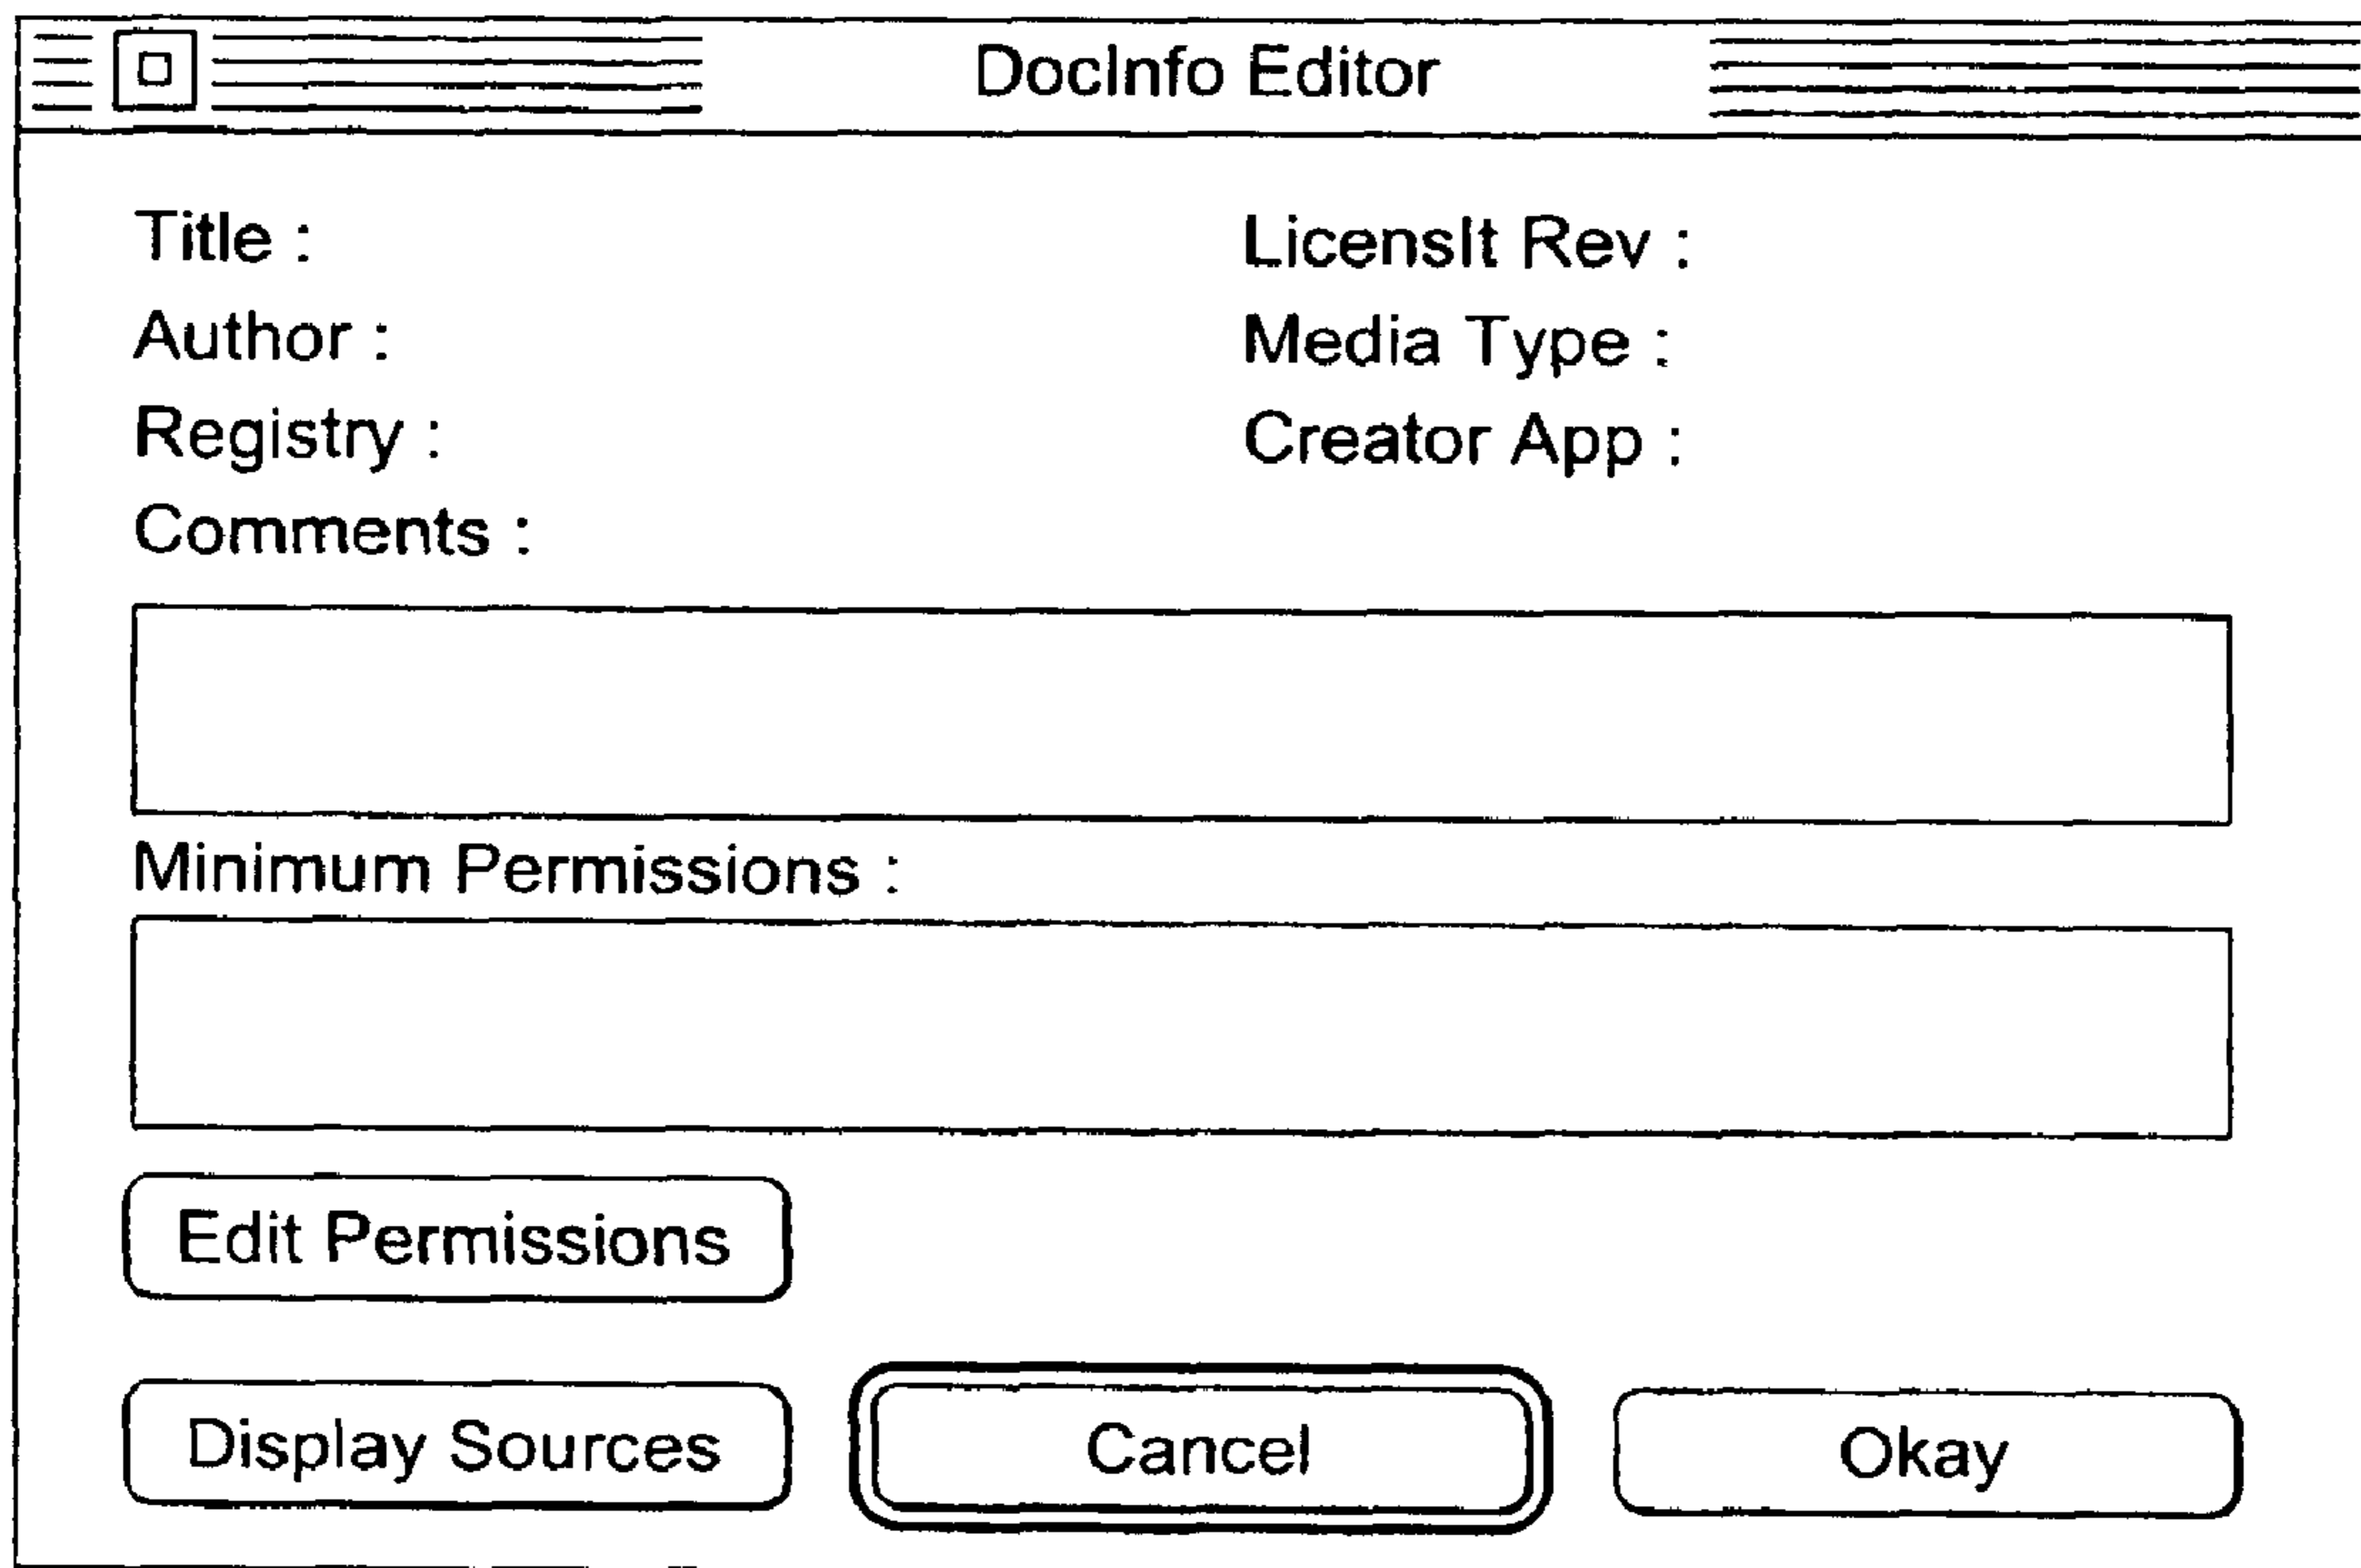 DocInfo Editor
Title :
LicensIt Rev :
Author :
Media Type :
Registry :
Creator App :
Comments :
Minimum Permissions :
Edit Permissions
Display Sources
Cancel
Okay